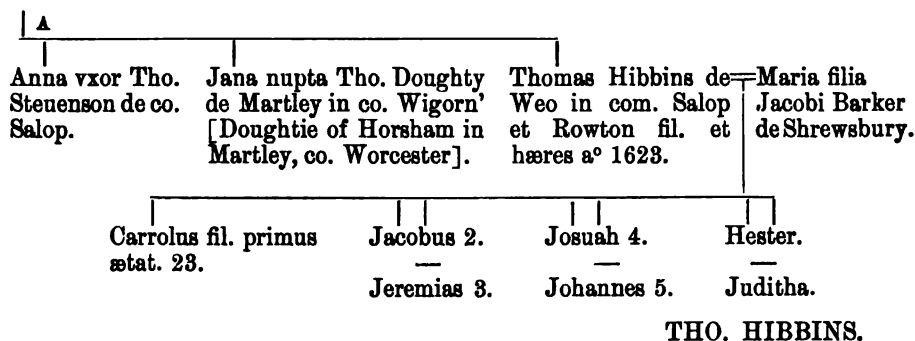 A
Anna vxor Tho.
Steuenson de co.
Salop.
Jana nupta Tho. Doughty
de Martley in co. Wigorn'
[Doughtie of Horsham in
Martley, co. Worcester].
Thomas Hibbins de
Weo in com. Salop
et Rowton fil. et
hæres aº 1623.
Maria filia
Jacobi Barker
de Shrewsbury.
Carrolus fil. primus
ætat. 23.
Jacobus 2.
Jeremias 3.
Josuah 4.
Johannes 5.
Hester.
Juditha.
THO. HIBBINS.